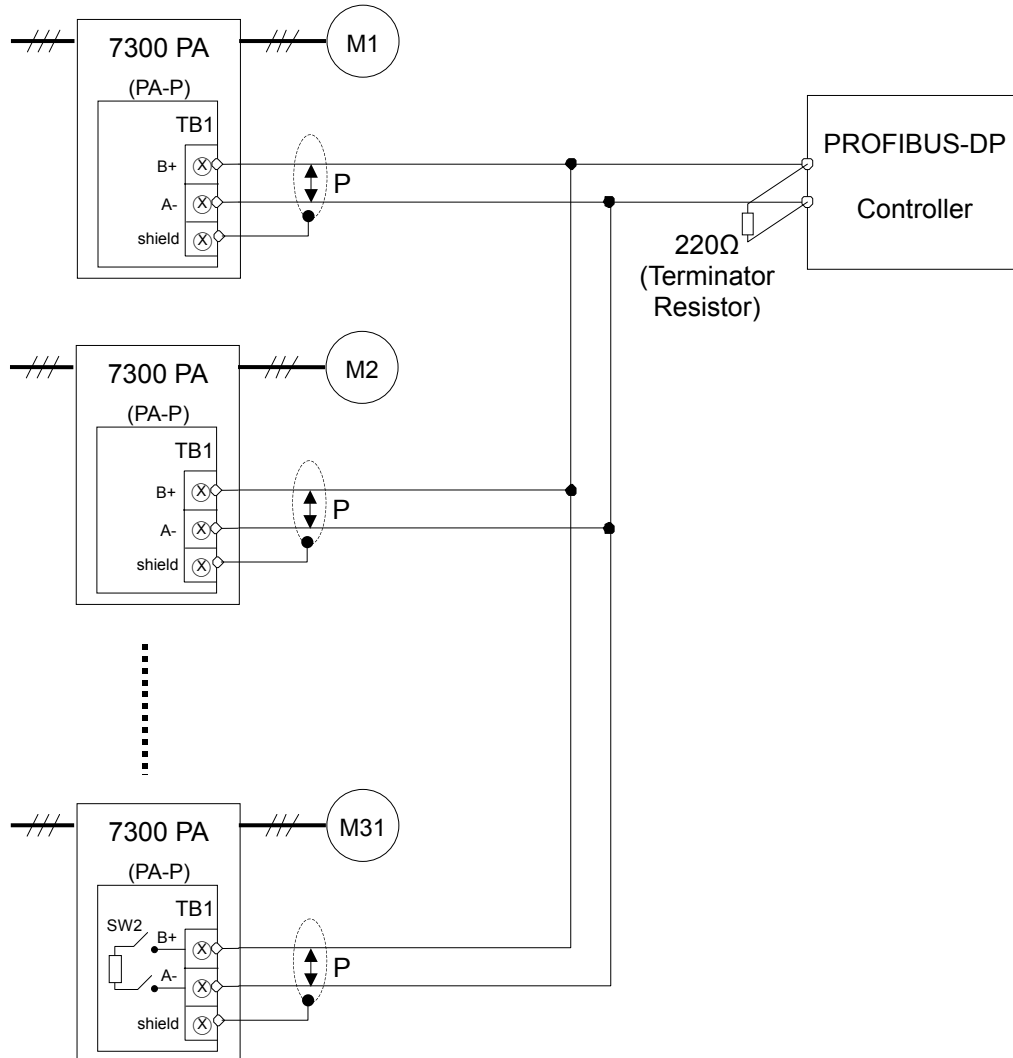 7300 PA
(PA-P)
TB1
B+
A-
shield
M1
P
PROFIBUS-DP
Controller
220Ω
(Terminator
Resistor)
7300 PA
(PA-P)
TB1
B+
A-
shield
M2
P
7300 PA
(PA-P)
TB1
SW2
B+
A-
shield
M31
P